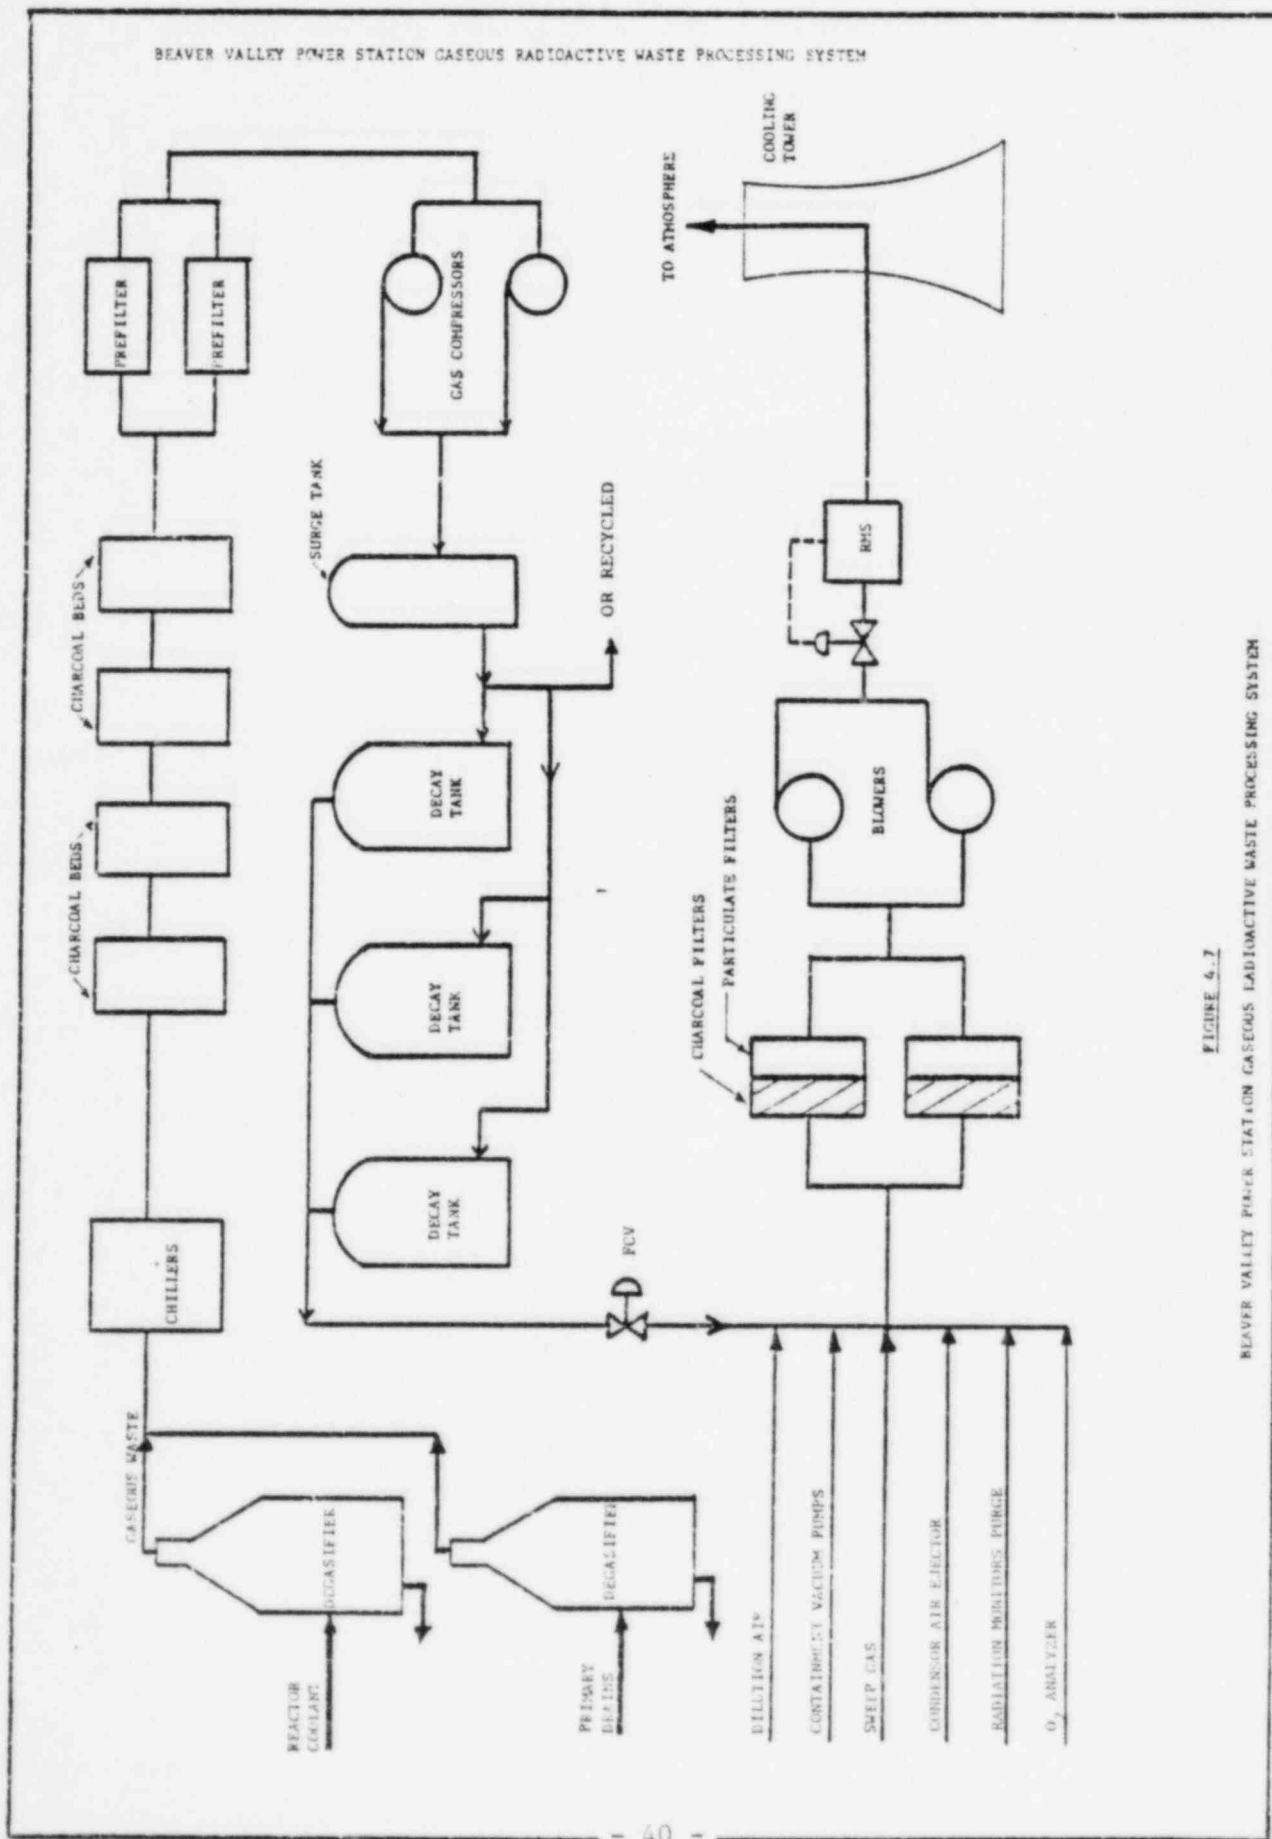 BEAVER VALLEY POWER STATION GASEOUS RADIOACTIVE WASTE PROCESSING SYSTEM
REACTOR
COOLANT
DEGASIFIER
PRIMARY
DRAINS
DEGASIFIER
GASEOUS WASTE
CHILLERS
CHARCOAL BEDS
CHARCOAL BEDS
PREFILTER
PREFILTER
GAS COMPRESSORS
SURGE TANK
OR RECYCLED
DECAY
TANK
DECAY
TANK
DECAY
TANK
FCV
DILUTION AIR
CONTAINMENT VACUUM PUMPS
SWEEP GAS
CONDENSOR AIR EJECTOR
RADIATION MONITORS PURGE
O2 ANALYZER
CHARCOAL FILTERS
PARTICULATE FILTERS
BLOWERS
RMS
TO ATMOSPHERE
COOLING
TOWER
FIGURE 4.7
BEAVER VALLEY POWER STATION GASEOUS RADIOACTIVE WASTE PROCESSING SYSTEM
- 40 -